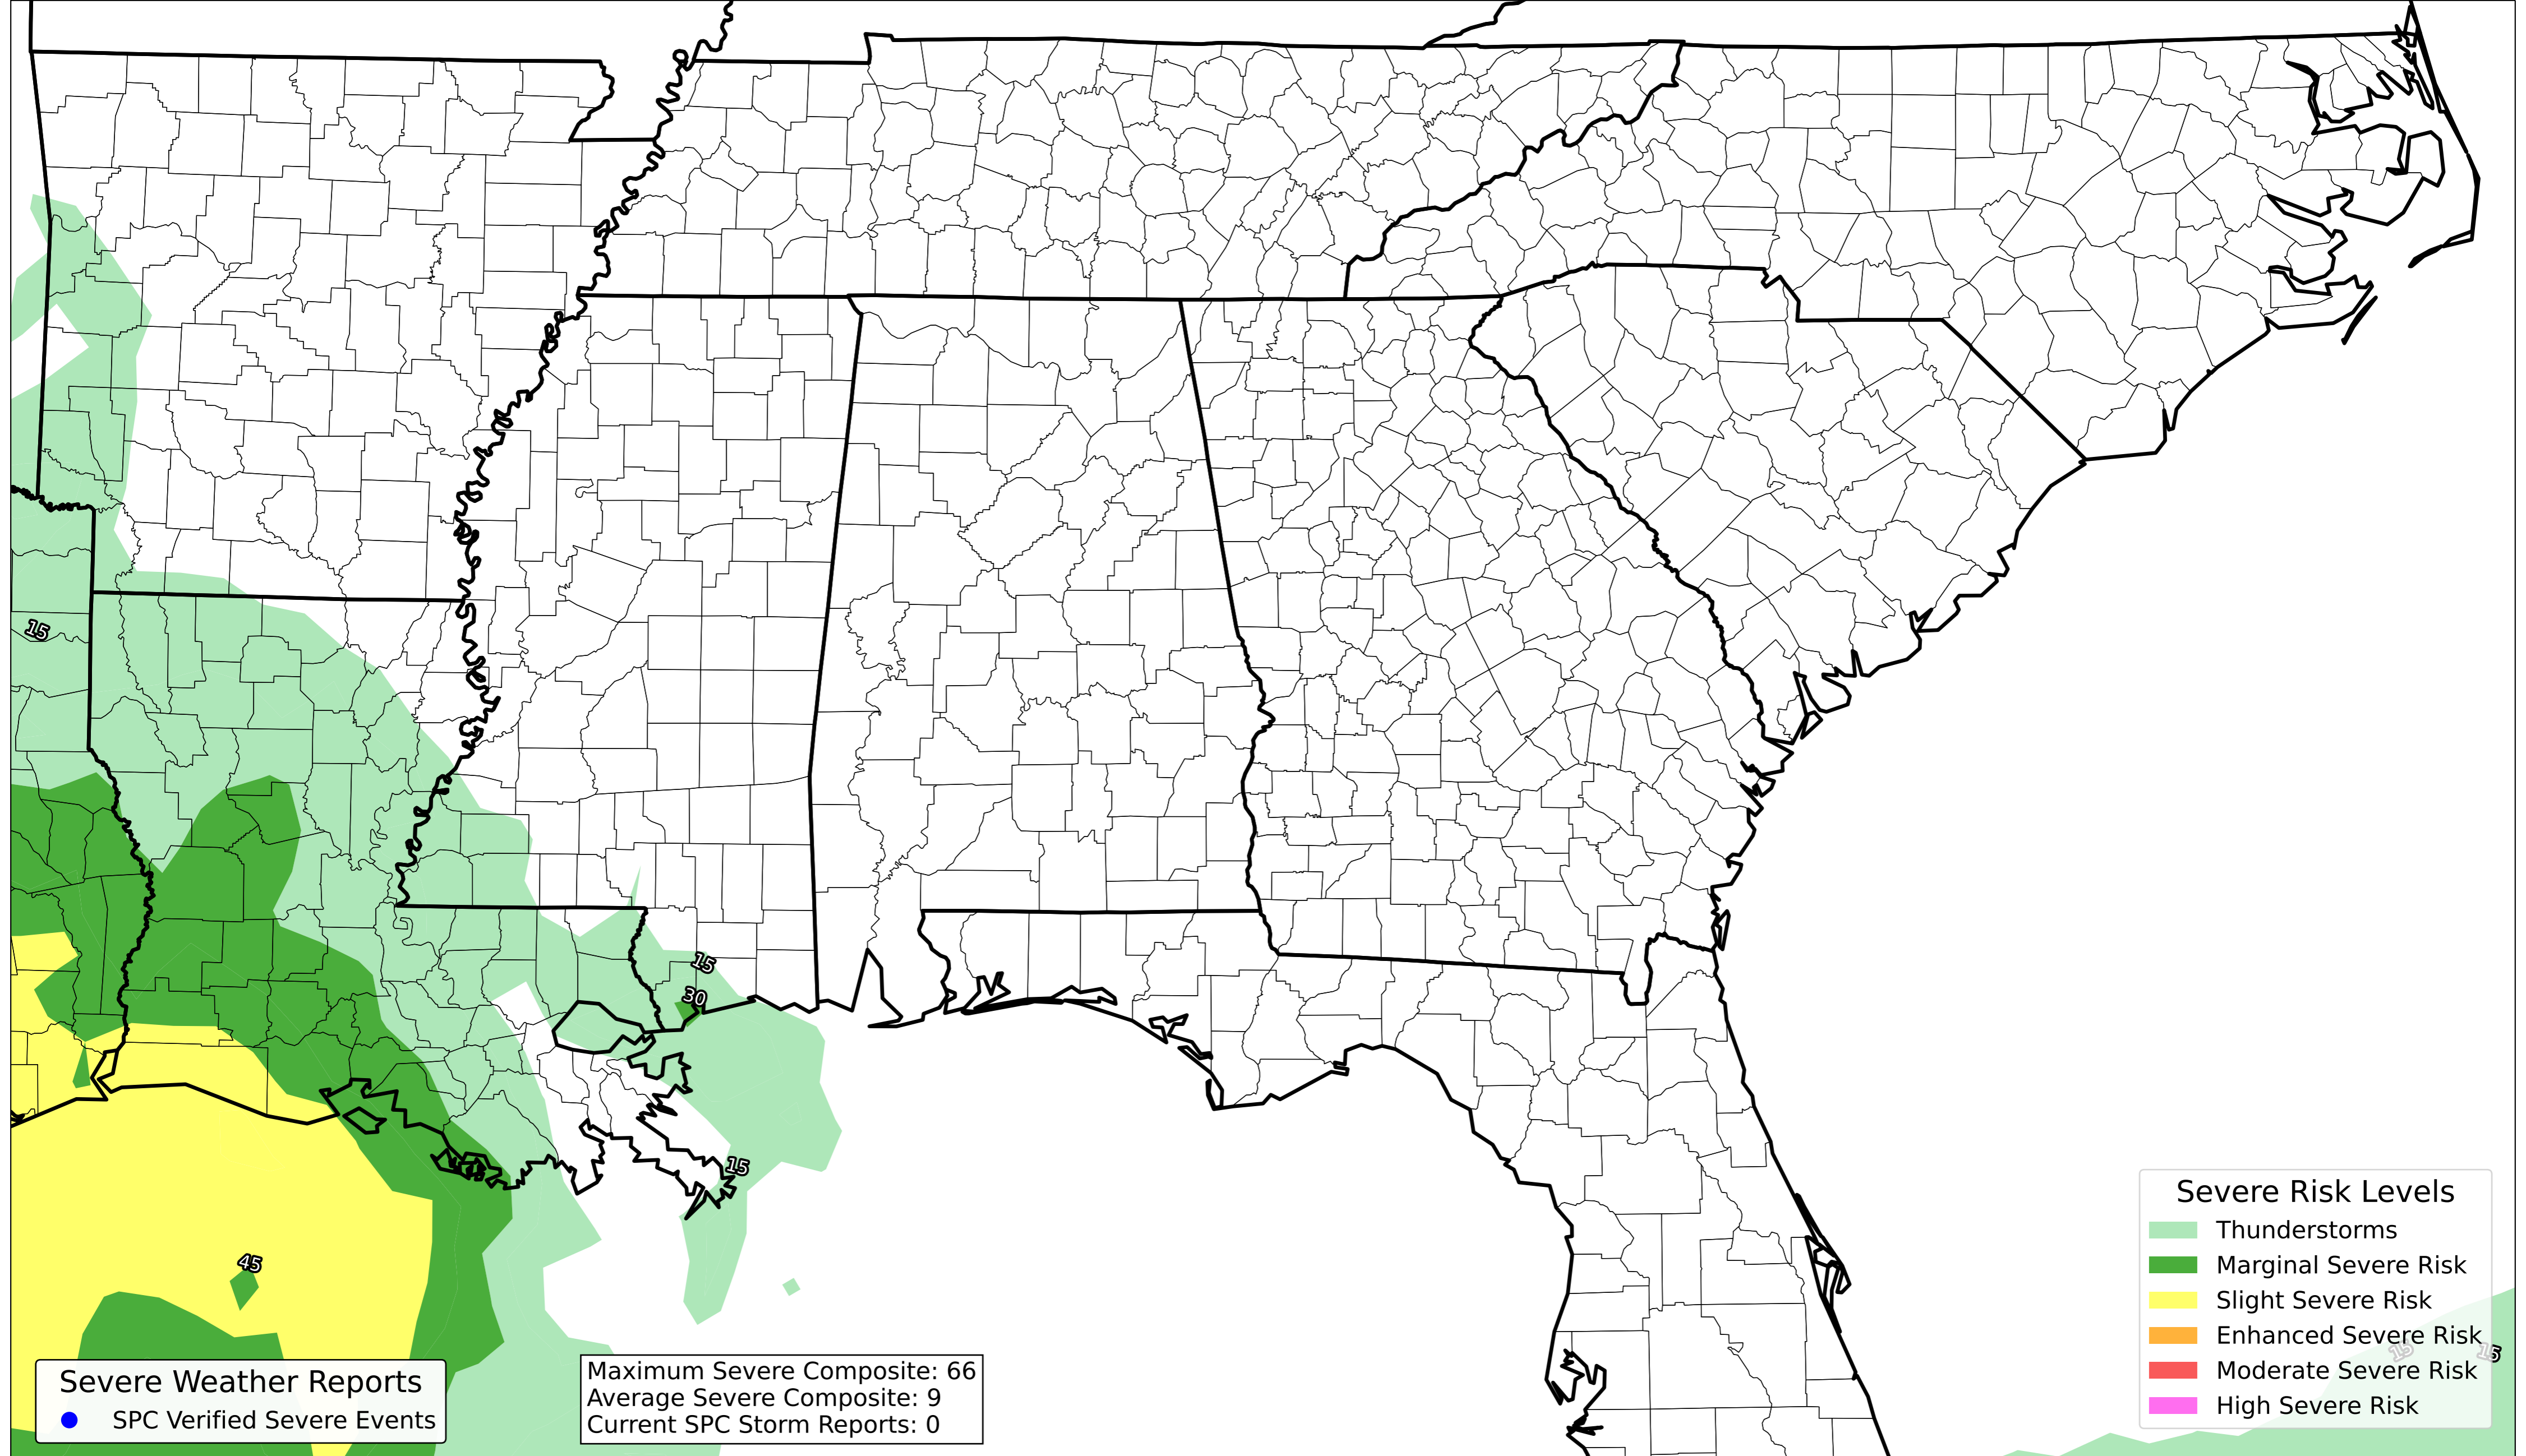 15
15
30
15
45
Severe Weather Reports
SPC Verified Severe Events
Maximum Severe Composite: 66
Average Severe Composite: 9
Current SPC Storm Reports: 0
Severe Risk Levels
Thunderstorms
Marginal Severe Risk
Slight Severe Risk
Enhanced Severe Risk
15
15
Moderate Severe Risk
High Severe Risk